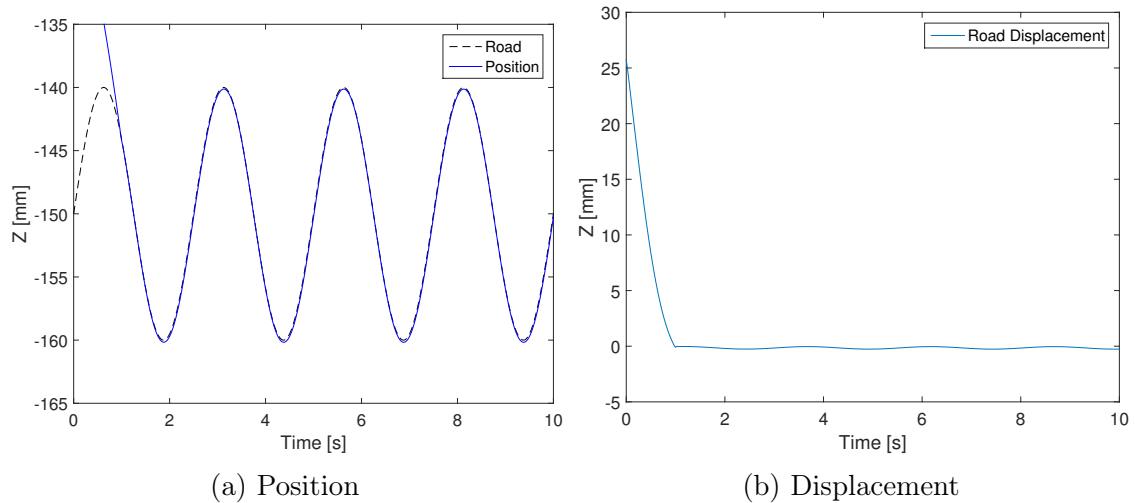 -135
-140
-145
-150
-155
-160
-165
Z [mm]
0 2 4 6 8 10
Time [s]
Road
Position
(a) Position
30
25
20
15
10
5
0
-5
Z [mm]
0 2 4 6 8 10
Time [s]
Road Displacement
(b) Displacement